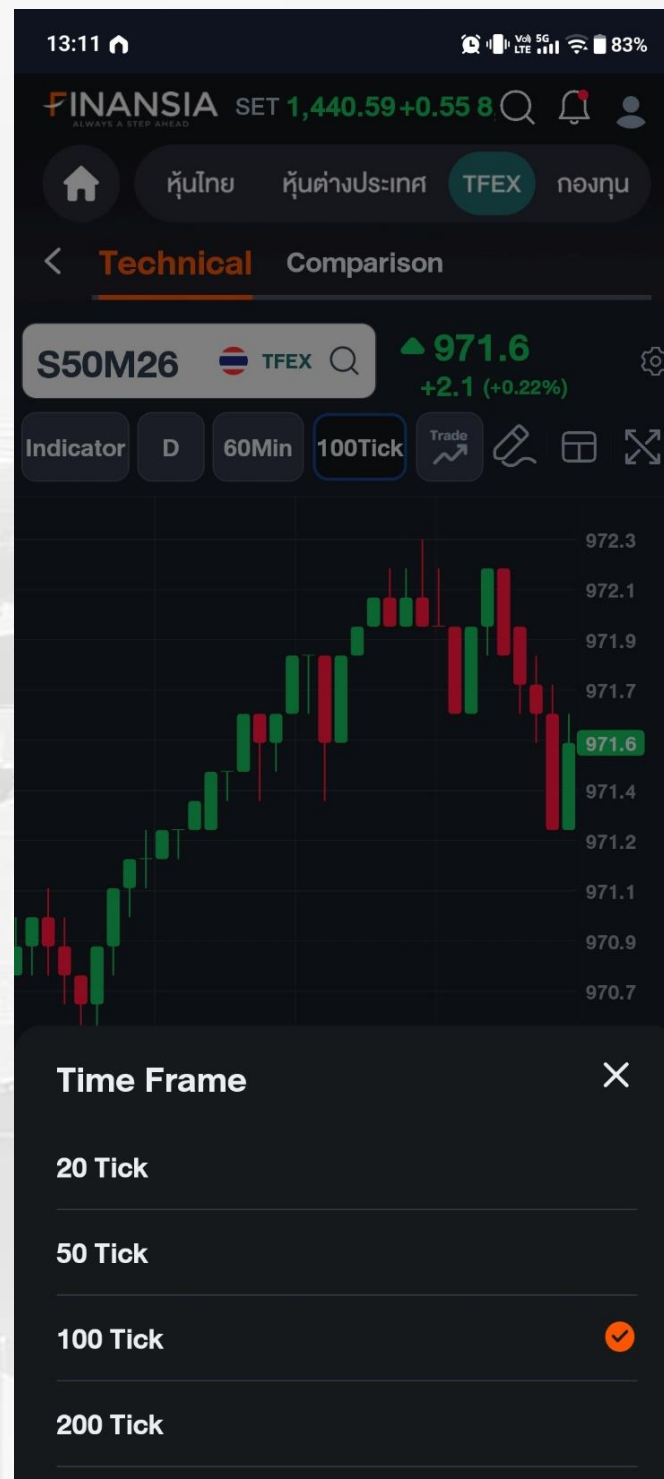 13:11
Vo) 5G LTE 83%
FINANSIA SET 1,440.59 +0.55 8
ALWAYS A STEP AHEAD
หุ้นไทย หุ้นต่างประเทศ TFEX กองทุน
Technical Comparison
S50M26 TFEX 971.6
+2.1 (+0.22%)
Indicator D 60Min 100Tick Trade
972.3
972.1
971.9
971.7
971.6
971.4
971.2
971.1
970.9
970.7
Time Frame
20 Tick
50 Tick
100 Tick
200 Tick